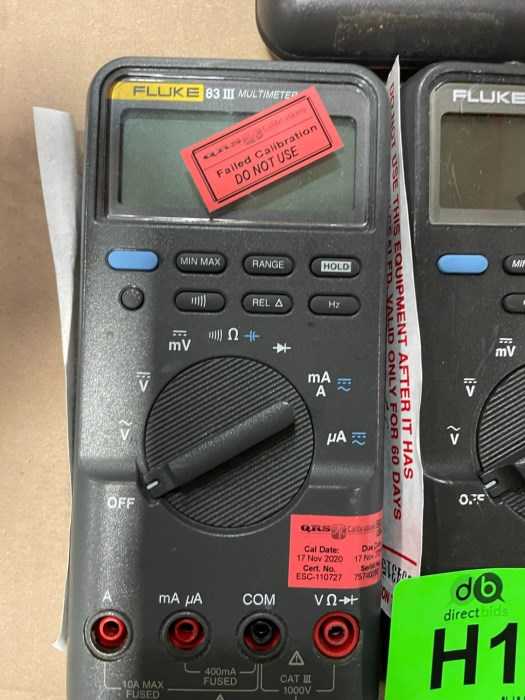 FLUKE 83 III MULTIMETER
QRS Calibrations
Failed Calibration
DO NOT USE
MIN MAX RANGE HOLD
REL Δ Hz
mV Ω
mA
A
V
µA
V
OFF
QRS Calibrations
Cal Date:
17 Nov 2020
Cert. No.
ESC-110727
A mA µA COM V Ω
10A MAX
FUSED
400mA
FUSED
CAT III
1000V
USE THIS EQUIPMENT AFTER IT HAS
VALID ONLY FOR 60 DAYS
FLUKE
mV
V
V
OFF
db
directbids
H1